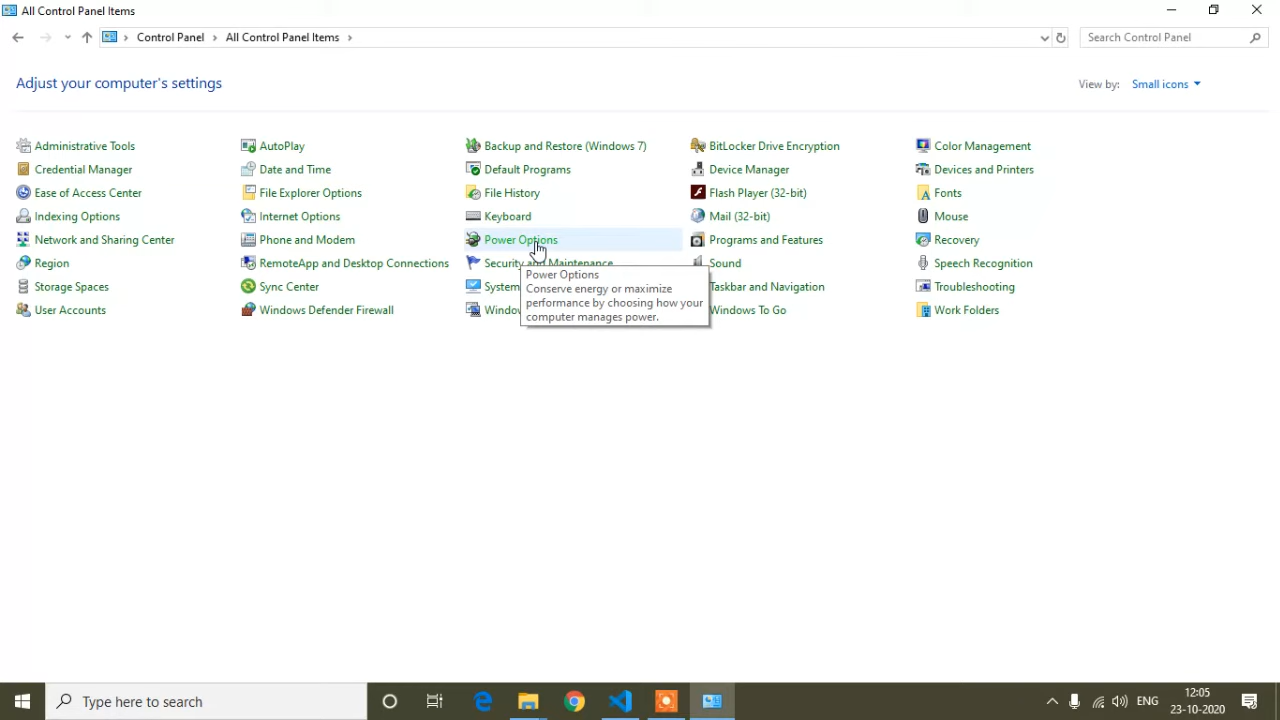 All Control Panel Items
Control Panel All Control Panel Items
Search Control Panel
Adjust your computer's settings
View by: Small icons
Administrative Tools AutoPlay Backup and Restore (Windows 7) BitLocker Drive Encryption Color Management
Credential Manager Date and Time Default Programs Device Manager Devices and Printers
Ease of Access Center File Explorer Options File History Flash Player (32-bit) Fonts
Indexing Options Internet Options Keyboard Mail (32-bit) Mouse
Network and Sharing Center Phone and Modem Power Options Programs and Features Recovery
Region RemoteApp and Desktop Connections Security and Maintenance Sound Speech Recognition
Storage Spaces Sync Center System Taskbar and Navigation Troubleshooting
User Accounts Windows Defender Firewall Windows To Go Work Folders
Power Options
Conserve energy or maximize
performance by choosing how your
computer manages power.
Type here to search
ENG
12:05
23-10-2020